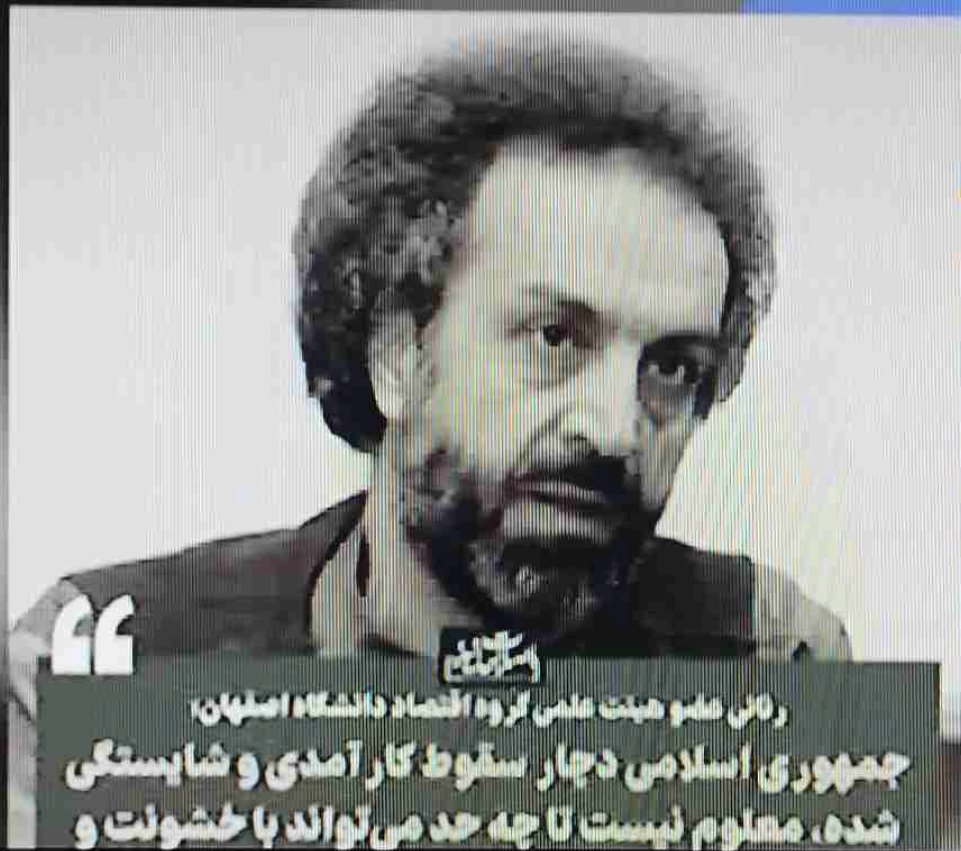 رنانی عضو هیئت علمی گروه اقتصاد دانشگاه اصفهان:
جمهوری اسلامی دچار سقوط کارآمدی و شایستگی
شده، معلوم نیست تا چه حد می‌تواند با خشونت و